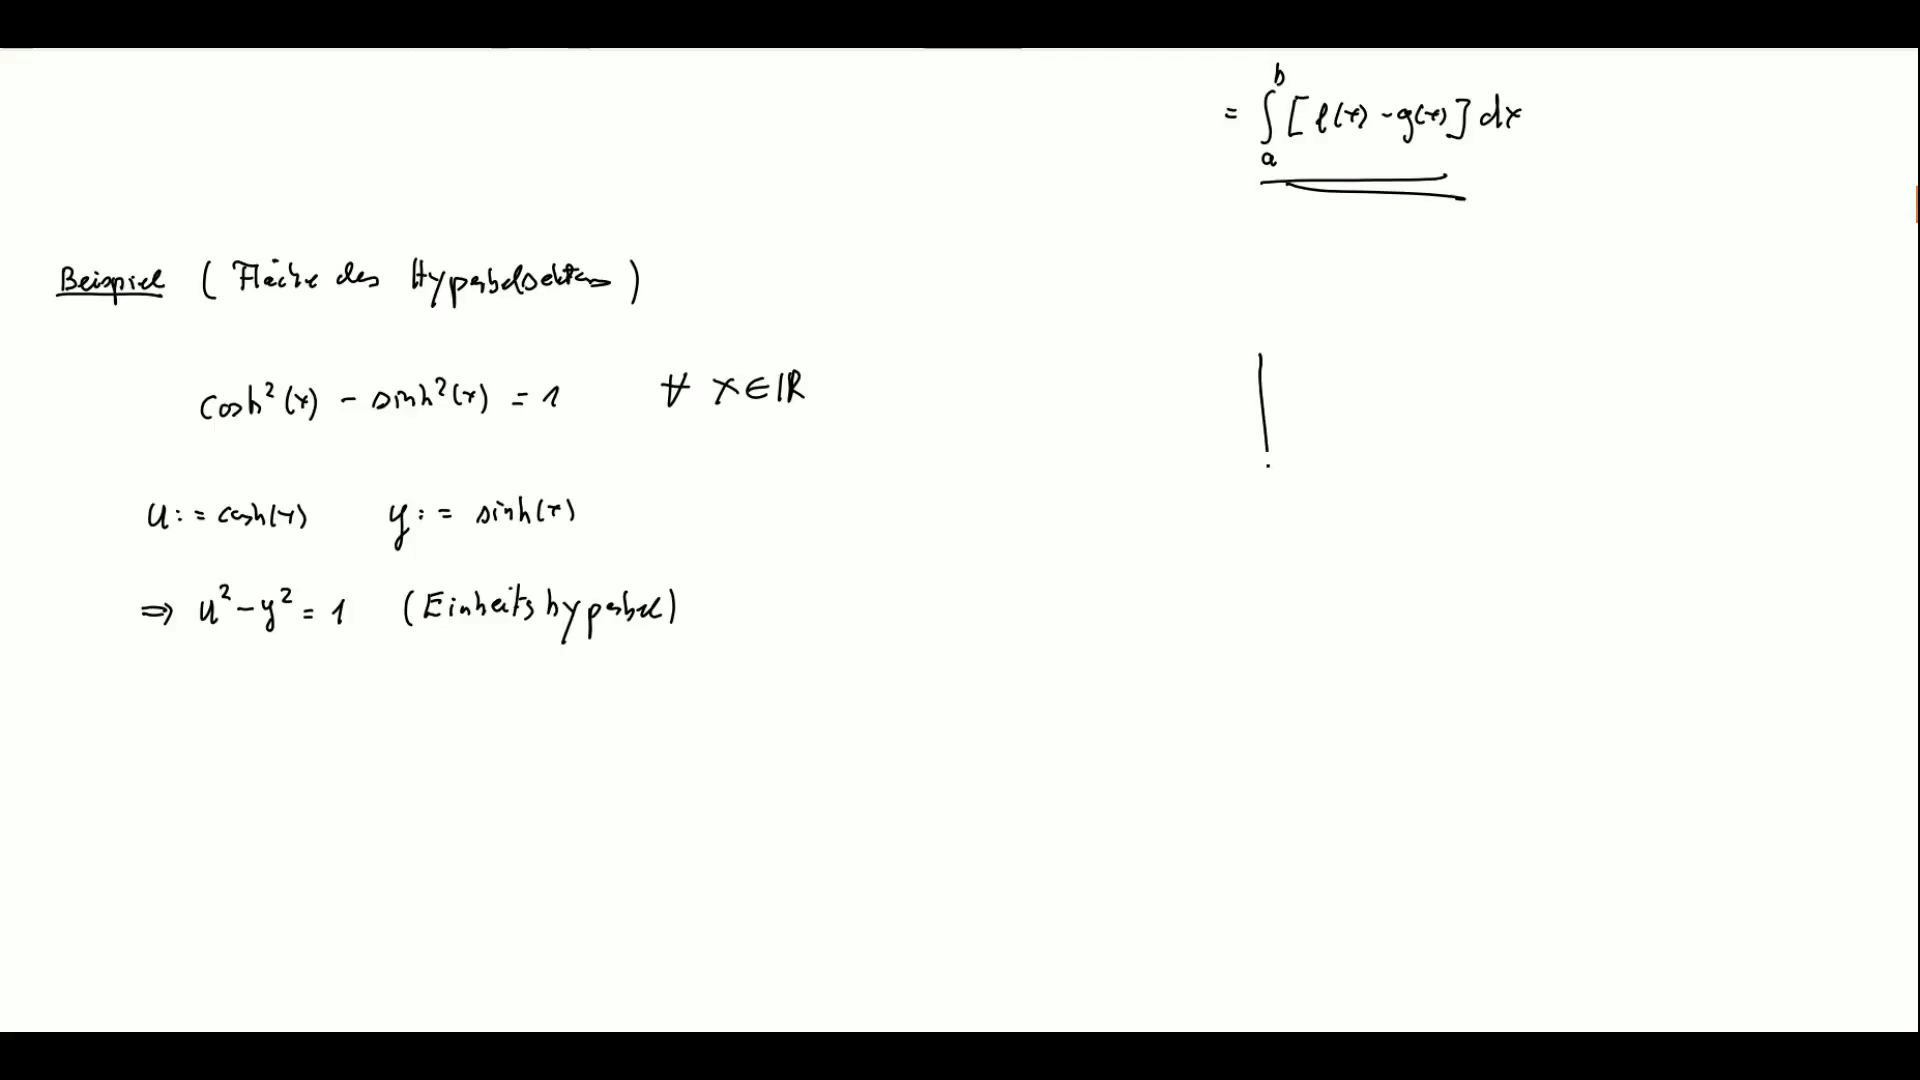 = ∫_a^b [f(x) - g(x)] dx
Beispiel (Fläche des Hyperbelsektors)
cosh²(x) - sinh²(x) = 1 ∀ x ∈ ℝ
u := cosh(x) y := sinh(x)
⇒ u² - y² = 1 (Einheitshyperbel)